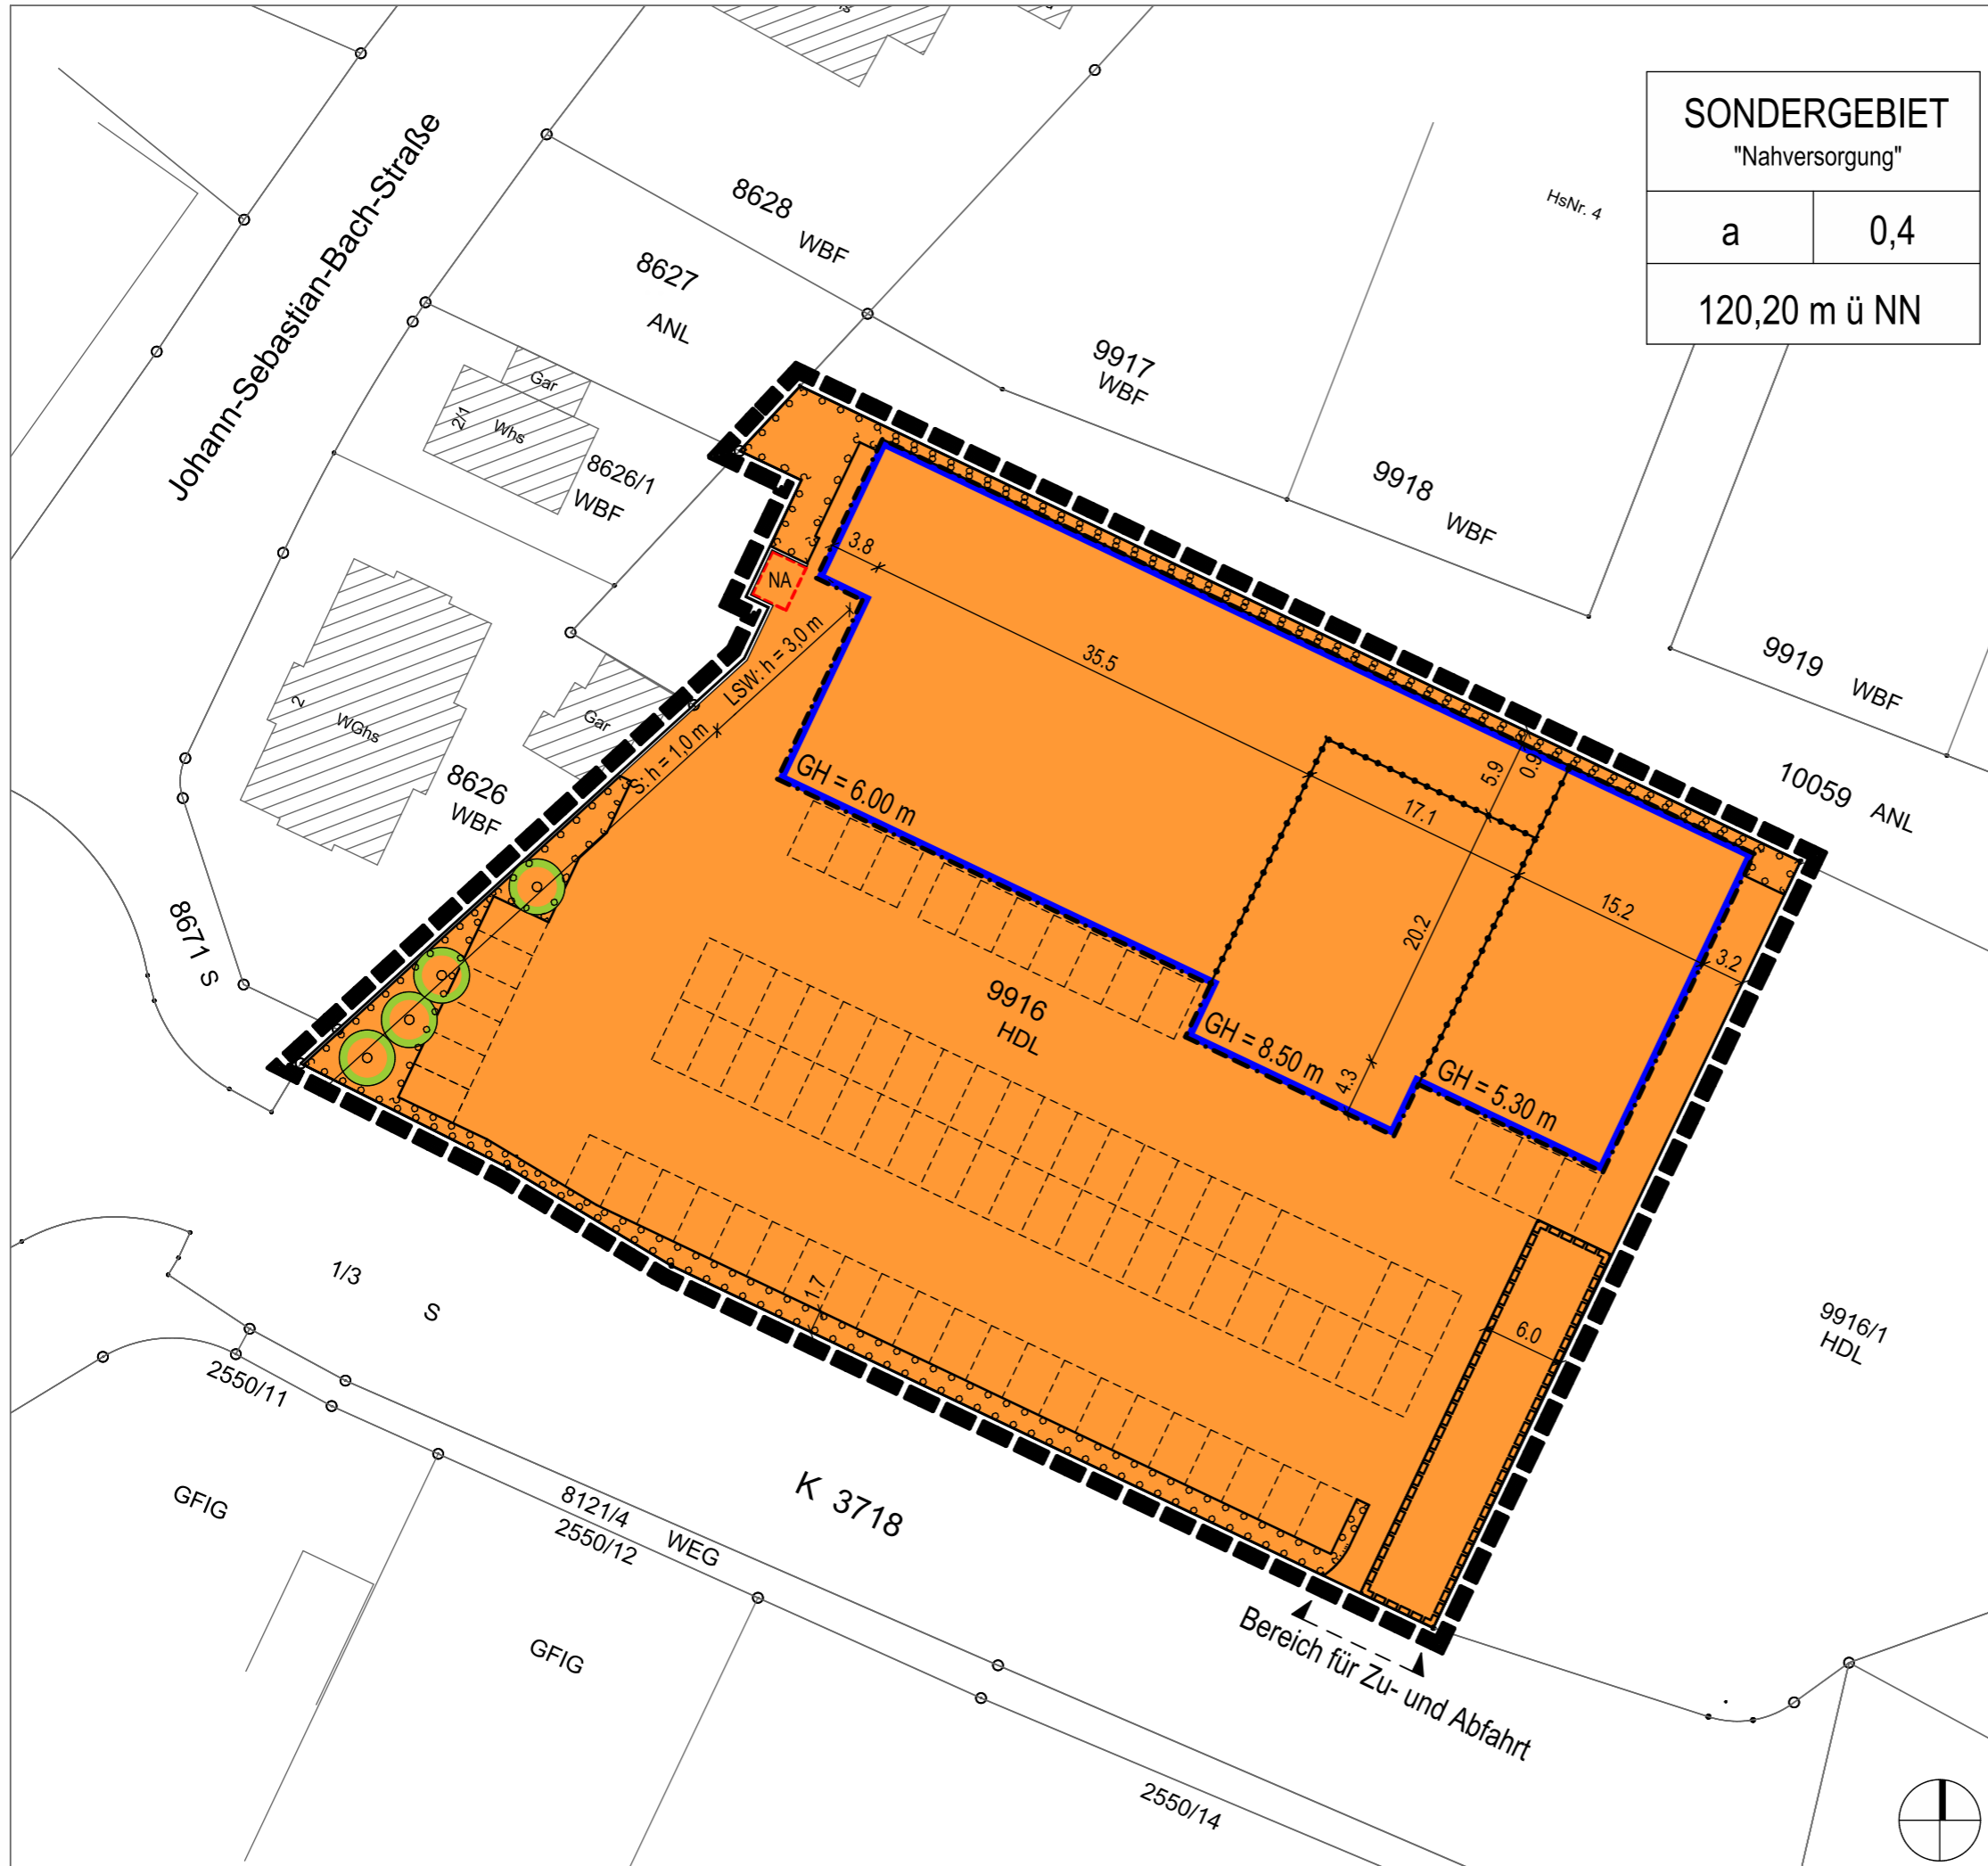 SONDERGEBIET
"Nahversorgung"
a
0,4
120,20 m ü NN
HsNr. 4
Johann-Sebastian-Bach-Straße
8628
WBF
8627
ANL
9917
WBF
9918
WBF
9919
WBF
10059
ANL
Gar
2/1
Whs
8626/1
WBF
NA
3.8
35.5
LSW: h = 3,0 m
S: h = 1,0 m
2
WGhs
Gar
8626
WBF
GH = 6.00 m
5.9
0.9
17.1
15.2
20.2
3.2
8671
S
9916
HDL
GH = 8.50 m
4.3
GH = 5.30 m
1/3
S
1.7
6.0
9916/1
HDL
2550/11
GFIG
8121/4
WEG
2550/12
K 3718
GFIG
Bereich für Zu- und Abfahrt
2550/14